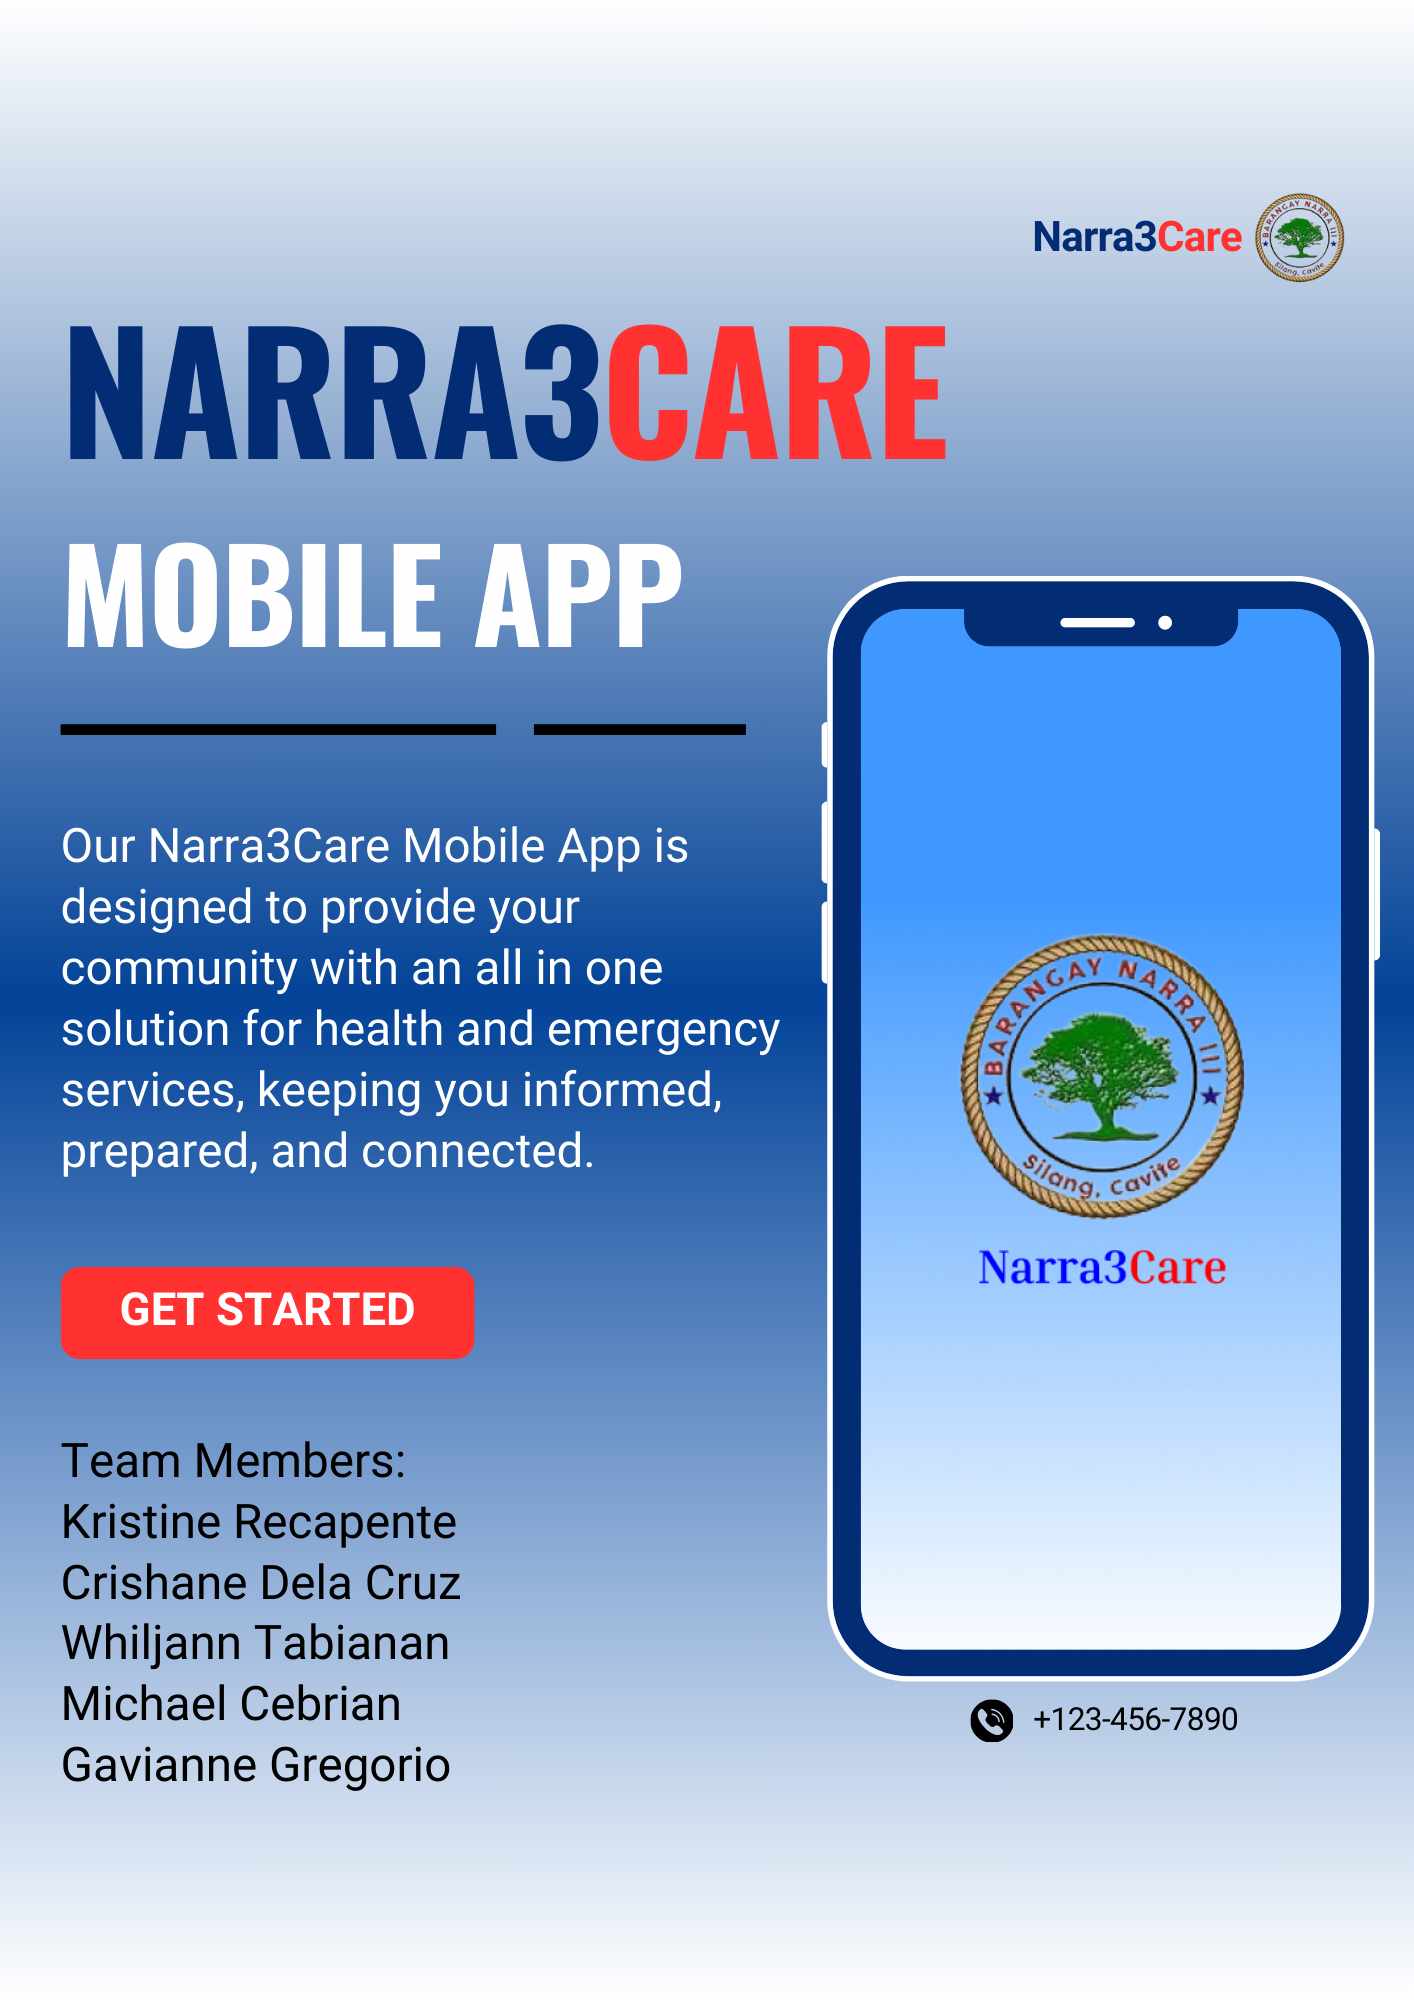 Narra3Care
BARANGAY NARRA III
Silang, Cavite
NARRA3CARE
MOBILE APP
Our Narra3Care Mobile App is
designed to provide your
community with an all in one
solution for health and emergency
services, keeping you informed,
prepared, and connected.
GET STARTED
Team Members:
Kristine Recapente
Crishane Dela Cruz
Whiljann Tabianan
Michael Cebrian
Gavianne Gregorio
BARANGAY NARRA III
Silang, Cavite
Narra3Care
+123-456-7890